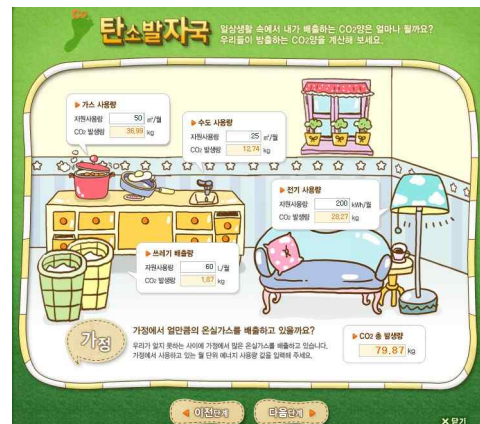 탄소발자국
일상생활 속에서 내가 배출하는 CO2양은 얼마나 될까요?
우리들이 방출하는 CO2양을 계산해 보세요.
▶ 가스 사용량
자원사용량 50 ㎥/월
CO2 발생량 36,99 kg
▶ 수도 사용량
자원사용량 25 ㎥/월
CO2 발생량 12,74 kg
▶ 전기 사용량
자원사용량 200 kWh/월
CO2 발생량 28,27 kg
▶ 쓰레기 배출량
자원사용량 60 L/월
CO2 발생량 1,87 kg
가정
가정에서 얼만큼의 온실가스를 배출하고 있을까요?
우리가 알지 못하는 사이에 가정에서 많은 온실가스를 배출하고 있습니다.
가정에서 사용하고 있는 월 단위 에너지 사용량 값을 입력해 주세요.
▶ CO2 총 발생량
79.87 kg
◀ 이전단계
다음단계 ▶
X 닫기